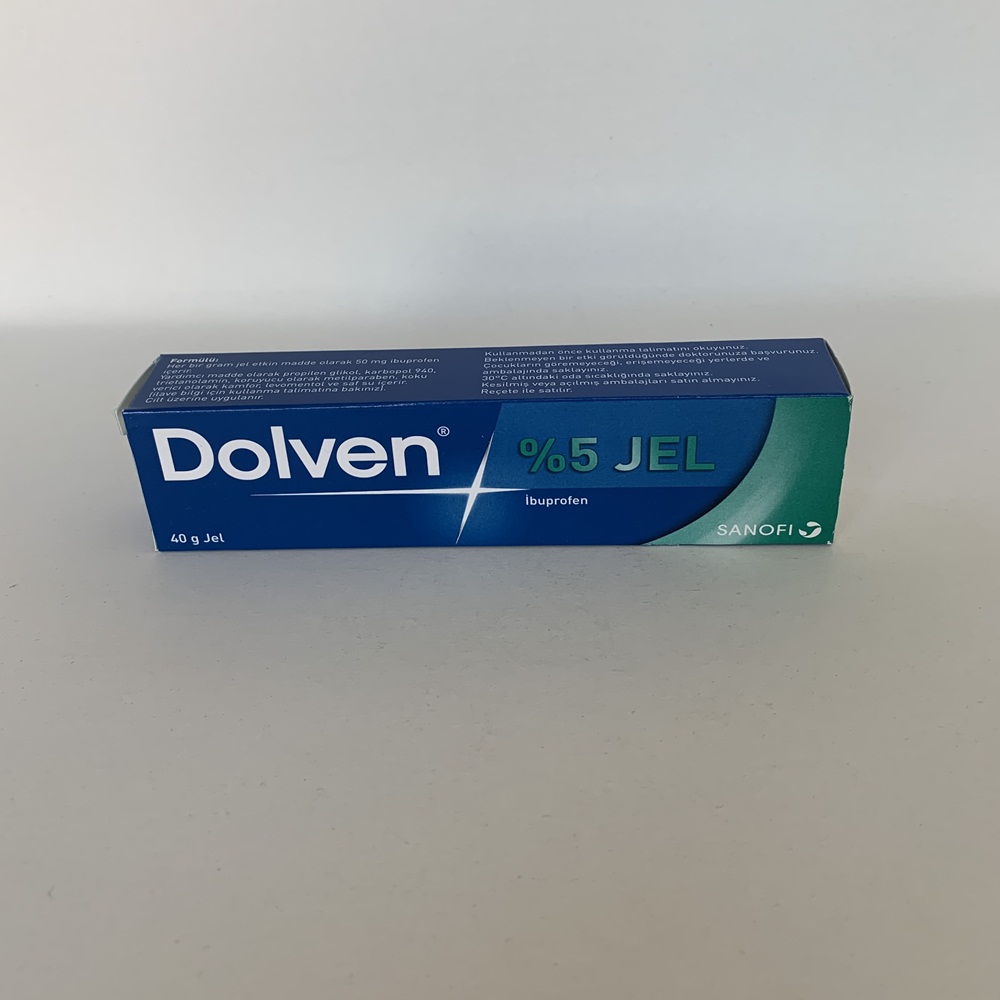 Formülü:
Her bir gram jel etkin madde olarak 50 mg ibuprofen
içerir.
Yardımcı madde olarak propilen glikol, karbopol 940,
trietanolamin, koruyucu olarak metilparaben, koku
verici olarak kamfor, levomentol ve saf su içerir.
(İlave bilgi için kullanma talimatına bakınız).
Cilt üzerine uygulanır.
Kullanmadan önce kullanma talimatını okuyunuz.
Beklenmeyen bir etki görüldüğünde doktorunuza başvurunuz.
Çocukların göremeyeceği, erişemeyeceği yerlerde ve
ambalajında saklayınız.
30°C altındaki oda sıcaklığında saklayınız.
Kesilmiş veya açılmış ambalajları satın almayınız.
Reçete ile satılır.
Dolven®
%5 JEL
İbuprofen
40 g Jel
SANOFI